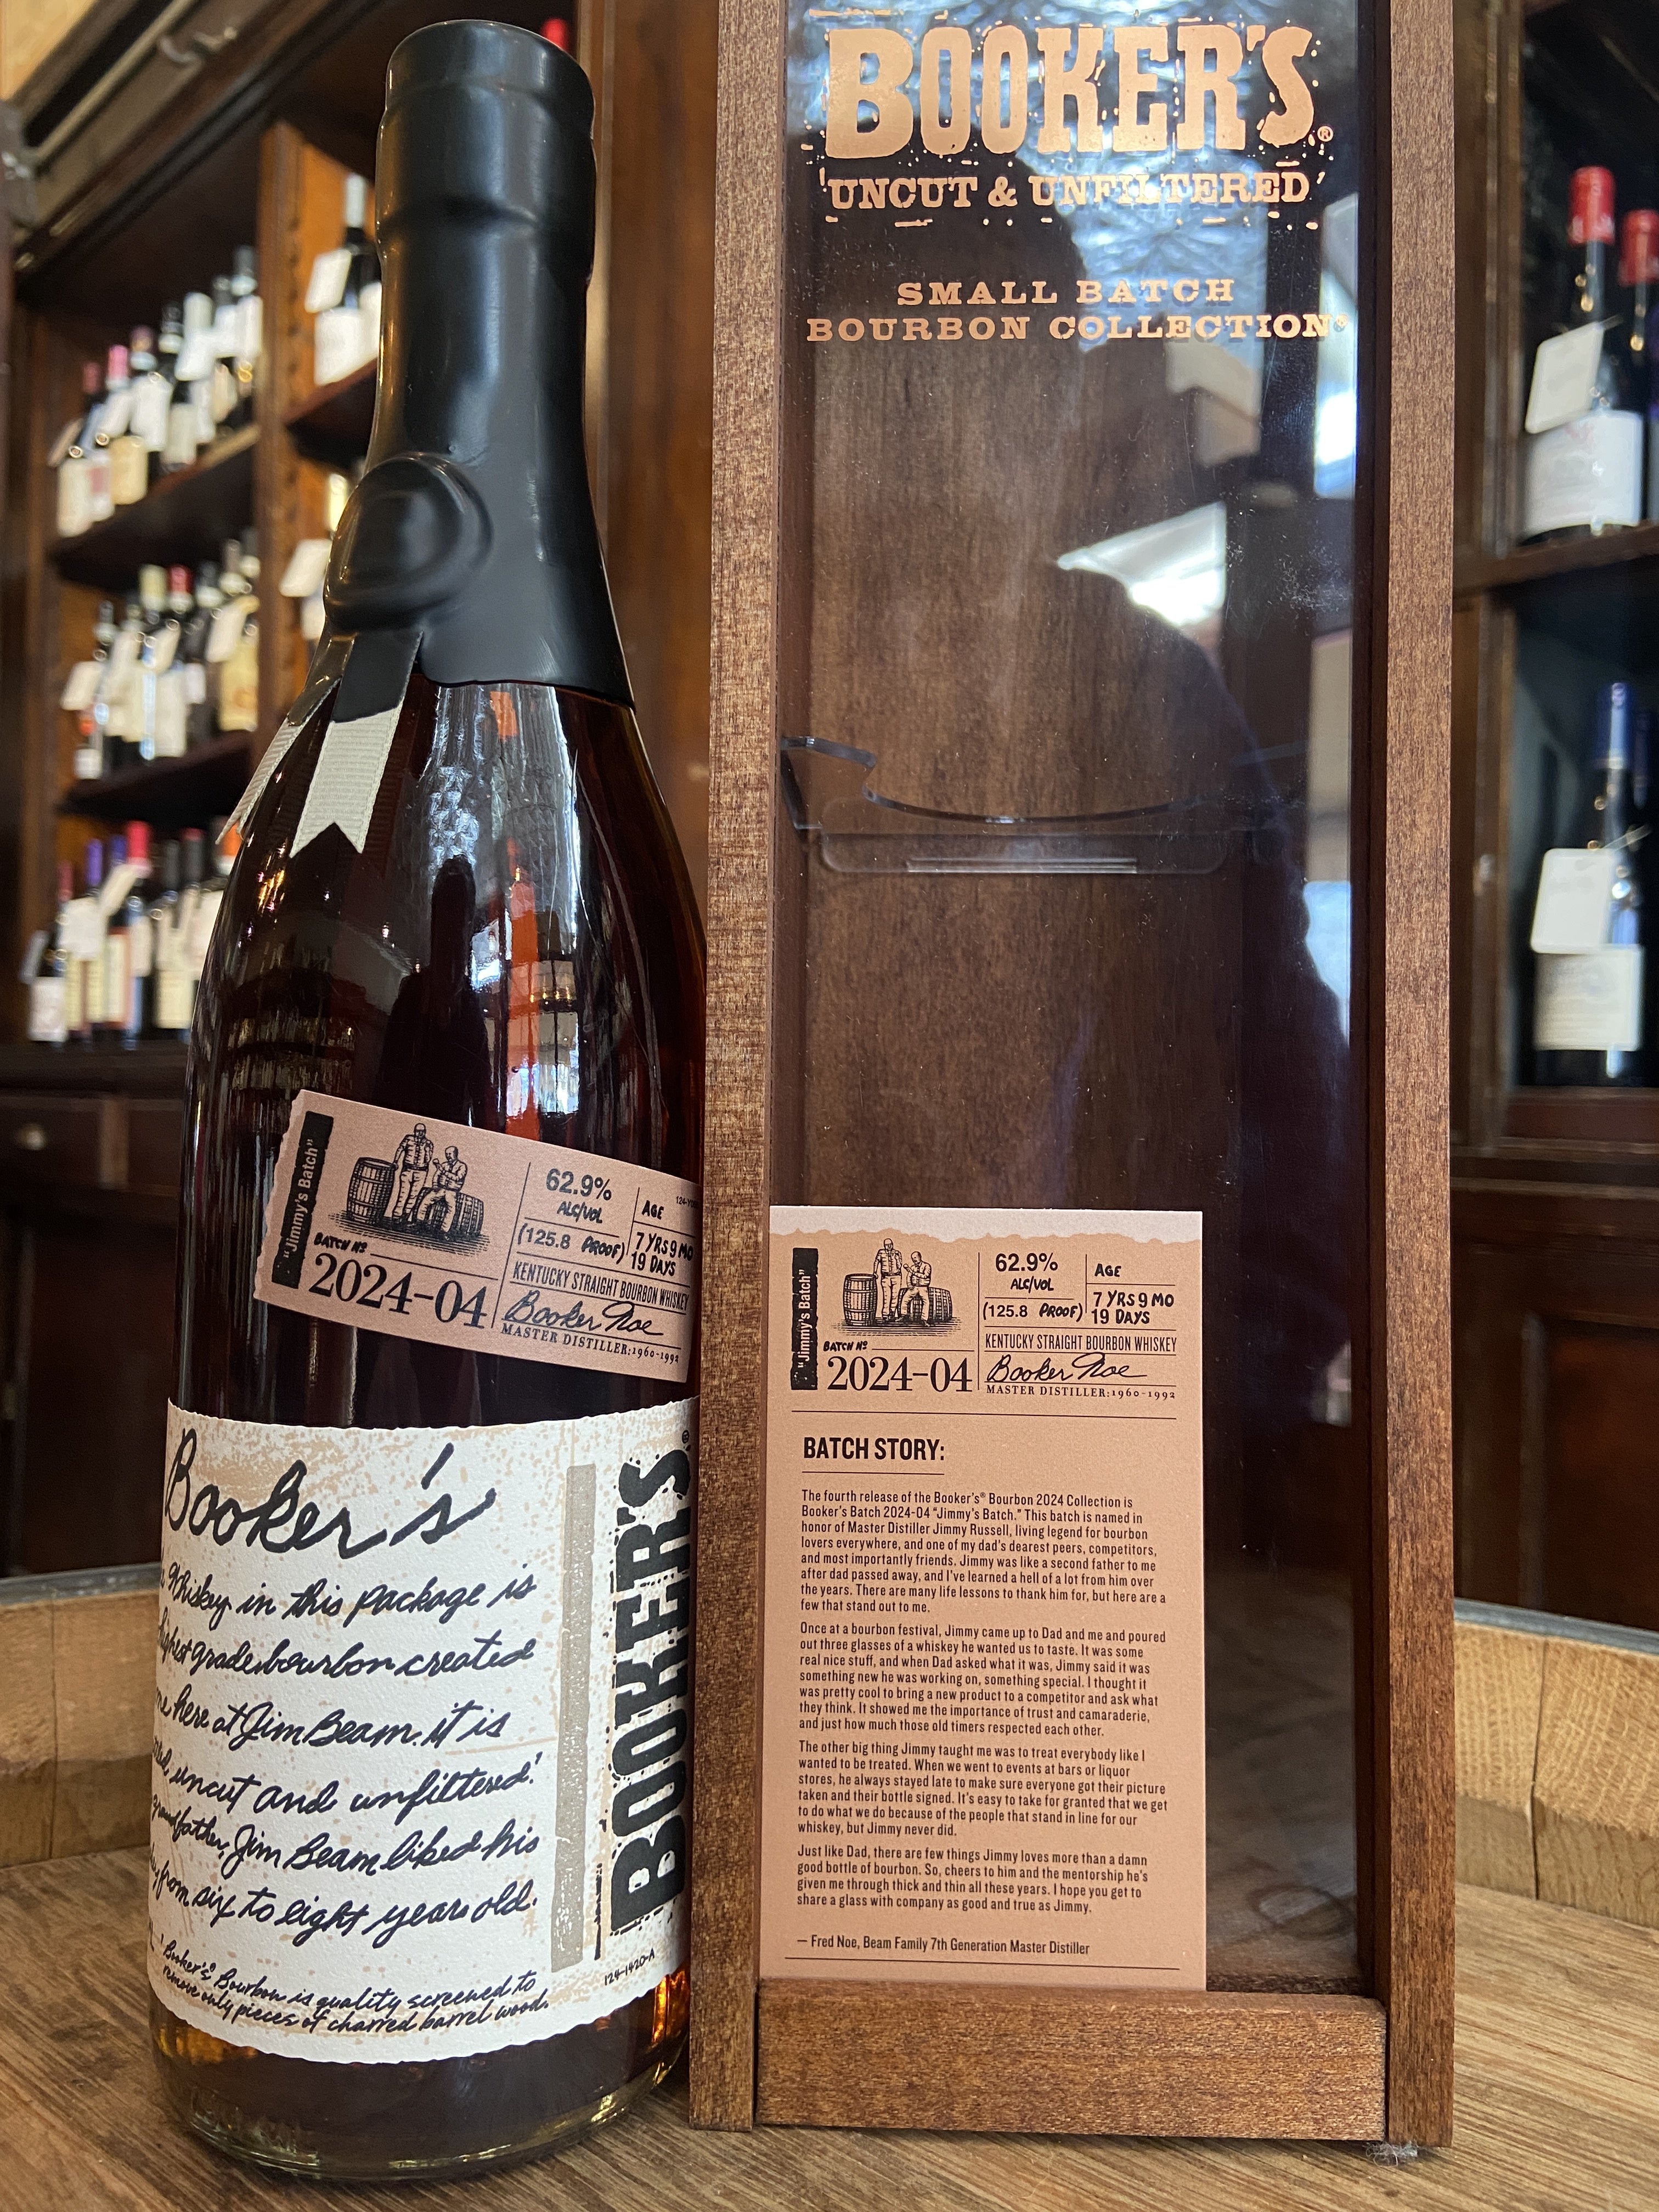 BOOKER'S®
'UNCUT & UNFILTERED'
SMALL BATCH
BOURBON COLLECTION®
"Jimmy's Batch"
BATCH No
2024-04
62.9%
ALC/VOL
(125.8 PROOF)
AGE
7 YRS 9 MO
19 DAYS
KENTUCKY STRAIGHT BOURBON WHISKEY
Booker Noe
MASTER DISTILLER:1960-1992
Booker's
Whiskey in this package is
highest grade bourbon created
here at Jim Beam. it is
uncut and unfiltered.'
grandfather, Jim Beam liked his
from six to eight years old.
'Booker's® Bourbon is quality screened to
remove only pieces of charred barrel wood.
BOOKER'S®
124-1420-A
"Jimmy's Batch"
BATCH No
2024-04
62.9%
ALC/VOL
(125.8 PROOF)
AGE
7 YRS 9 MO
19 DAYS
KENTUCKY STRAIGHT BOURBON WHISKEY
Booker Noe
MASTER DISTILLER:1960-1992
BATCH STORY:
The fourth release of the Booker's® Bourbon 2024 Collection is
Booker's Batch 2024-04 "Jimmy's Batch." This batch is named in
honor of Master Distiller Jimmy Russell, living legend for bourbon
lovers everywhere, and one of my dad's dearest peers, competitors,
and most importantly friends. Jimmy was like a second father to me
after dad passed away, and I've learned a hell of a lot from him over
the years. There are many life lessons to thank him for, but here are a
few that stand out to me.
Once at a bourbon festival, Jimmy came up to Dad and me and poured
out three glasses of a whiskey he wanted us to taste. It was some
real nice stuff, and when Dad asked what it was, Jimmy said it was
something new he was working on, something special. I thought it
was pretty cool to bring a new product to a competitor and ask what
they think. It showed me the importance of trust and camaraderie,
and just how much those old timers respected each other.
The other big thing Jimmy taught me was to treat everybody like I
wanted to be treated. When we went to events at bars or liquor
stores, he always stayed late to make sure everyone got their picture
taken and their bottle signed. It's easy to take for granted that we get
to do what we do because of the people that stand in line for our
whiskey, but Jimmy never did.
Just like Dad, there are few things Jimmy loves more than a damn
good bottle of bourbon. So, cheers to him and the mentorship he's
given me through thick and thin all these years. I hope you get to
share a glass with company as good and true as Jimmy.
— Fred Noe, Beam Family 7th Generation Master Distiller